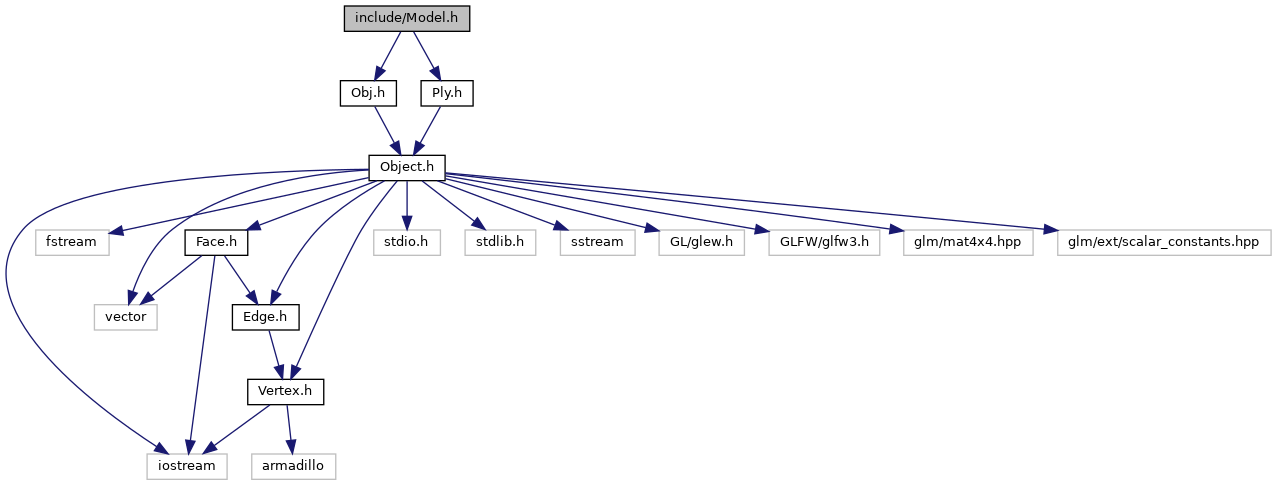 include/Model.h
Obj.h
Ply.h
Object.h
fstream
Face.h
stdio.h
stdlib.h
sstream
GL/glew.h
GLFW/glfw3.h
glm/mat4x4.hpp
glm/ext/scalar_constants.hpp
vector
Edge.h
Vertex.h
iostream
armadillo